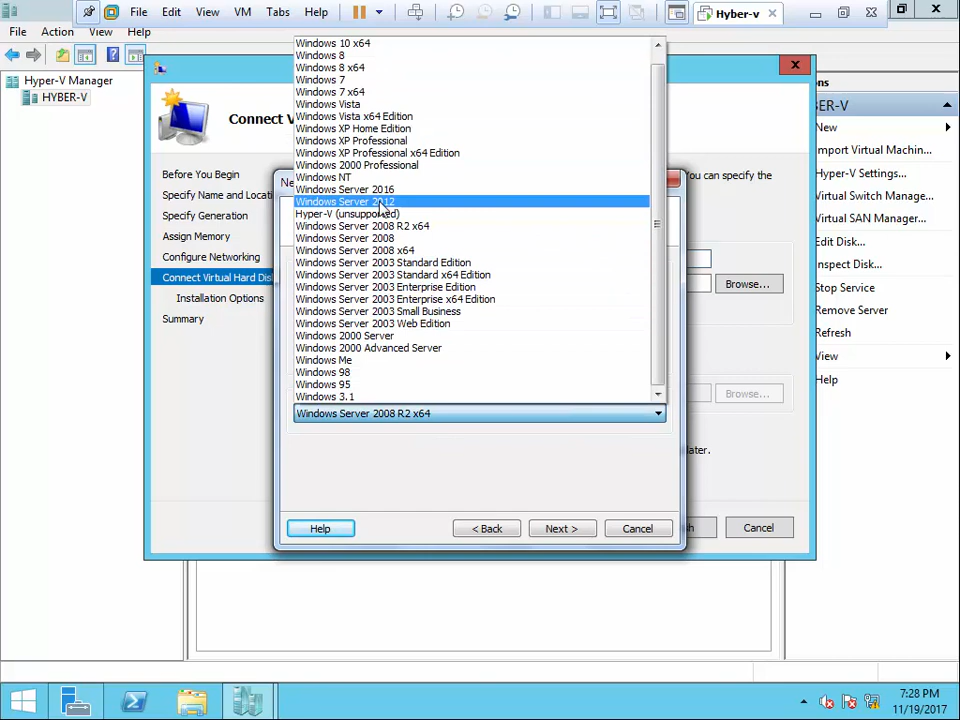 File Edit View VM Tabs Help Hyber-v
File Action View Help
Hyper-V Manager
HYBER-V
Connect V
Before You Begin
Specify Name and Locat
Specify Generation
Assign Memory
Configure Networking
Connect Virtual Hard Dis
Installation Options
Summary
You can specify the
Browse...
Browse...
later.
Cancel
Ne
Windows 10 x64
Windows 8
Windows 8 x64
Windows 7
Windows 7 x64
Windows Vista
Windows Vista x64 Edition
Windows XP Home Edition
Windows XP Professional
Windows XP Professional x64 Edition
Windows 2000 Professional
Windows NT
Windows Server 2016
Windows Server 2012
Hyper-V (unsupported)
Windows Server 2008 R2 x64
Windows Server 2008
Windows Server 2008 x64
Windows Server 2003 Standard Edition
Windows Server 2003 Standard x64 Edition
Windows Server 2003 Enterprise Edition
Windows Server 2003 Enterprise x64 Edition
Windows Server 2003 Small Business
Windows Server 2003 Web Edition
Windows 2000 Server
Windows 2000 Advanced Server
Windows Me
Windows 98
Windows 95
Windows 3.1
Windows Server 2008 R2 x64
Help < Back Next > Cancel
ons
ER-V
New
mport Virtual Machin...
Hyper-V Settings...
Virtual Switch Manage...
Virtual SAN Manager...
Edit Disk...
nspect Disk...
Stop Service
Remove Server
Refresh
View
Help
7:28 PM
11/19/2017